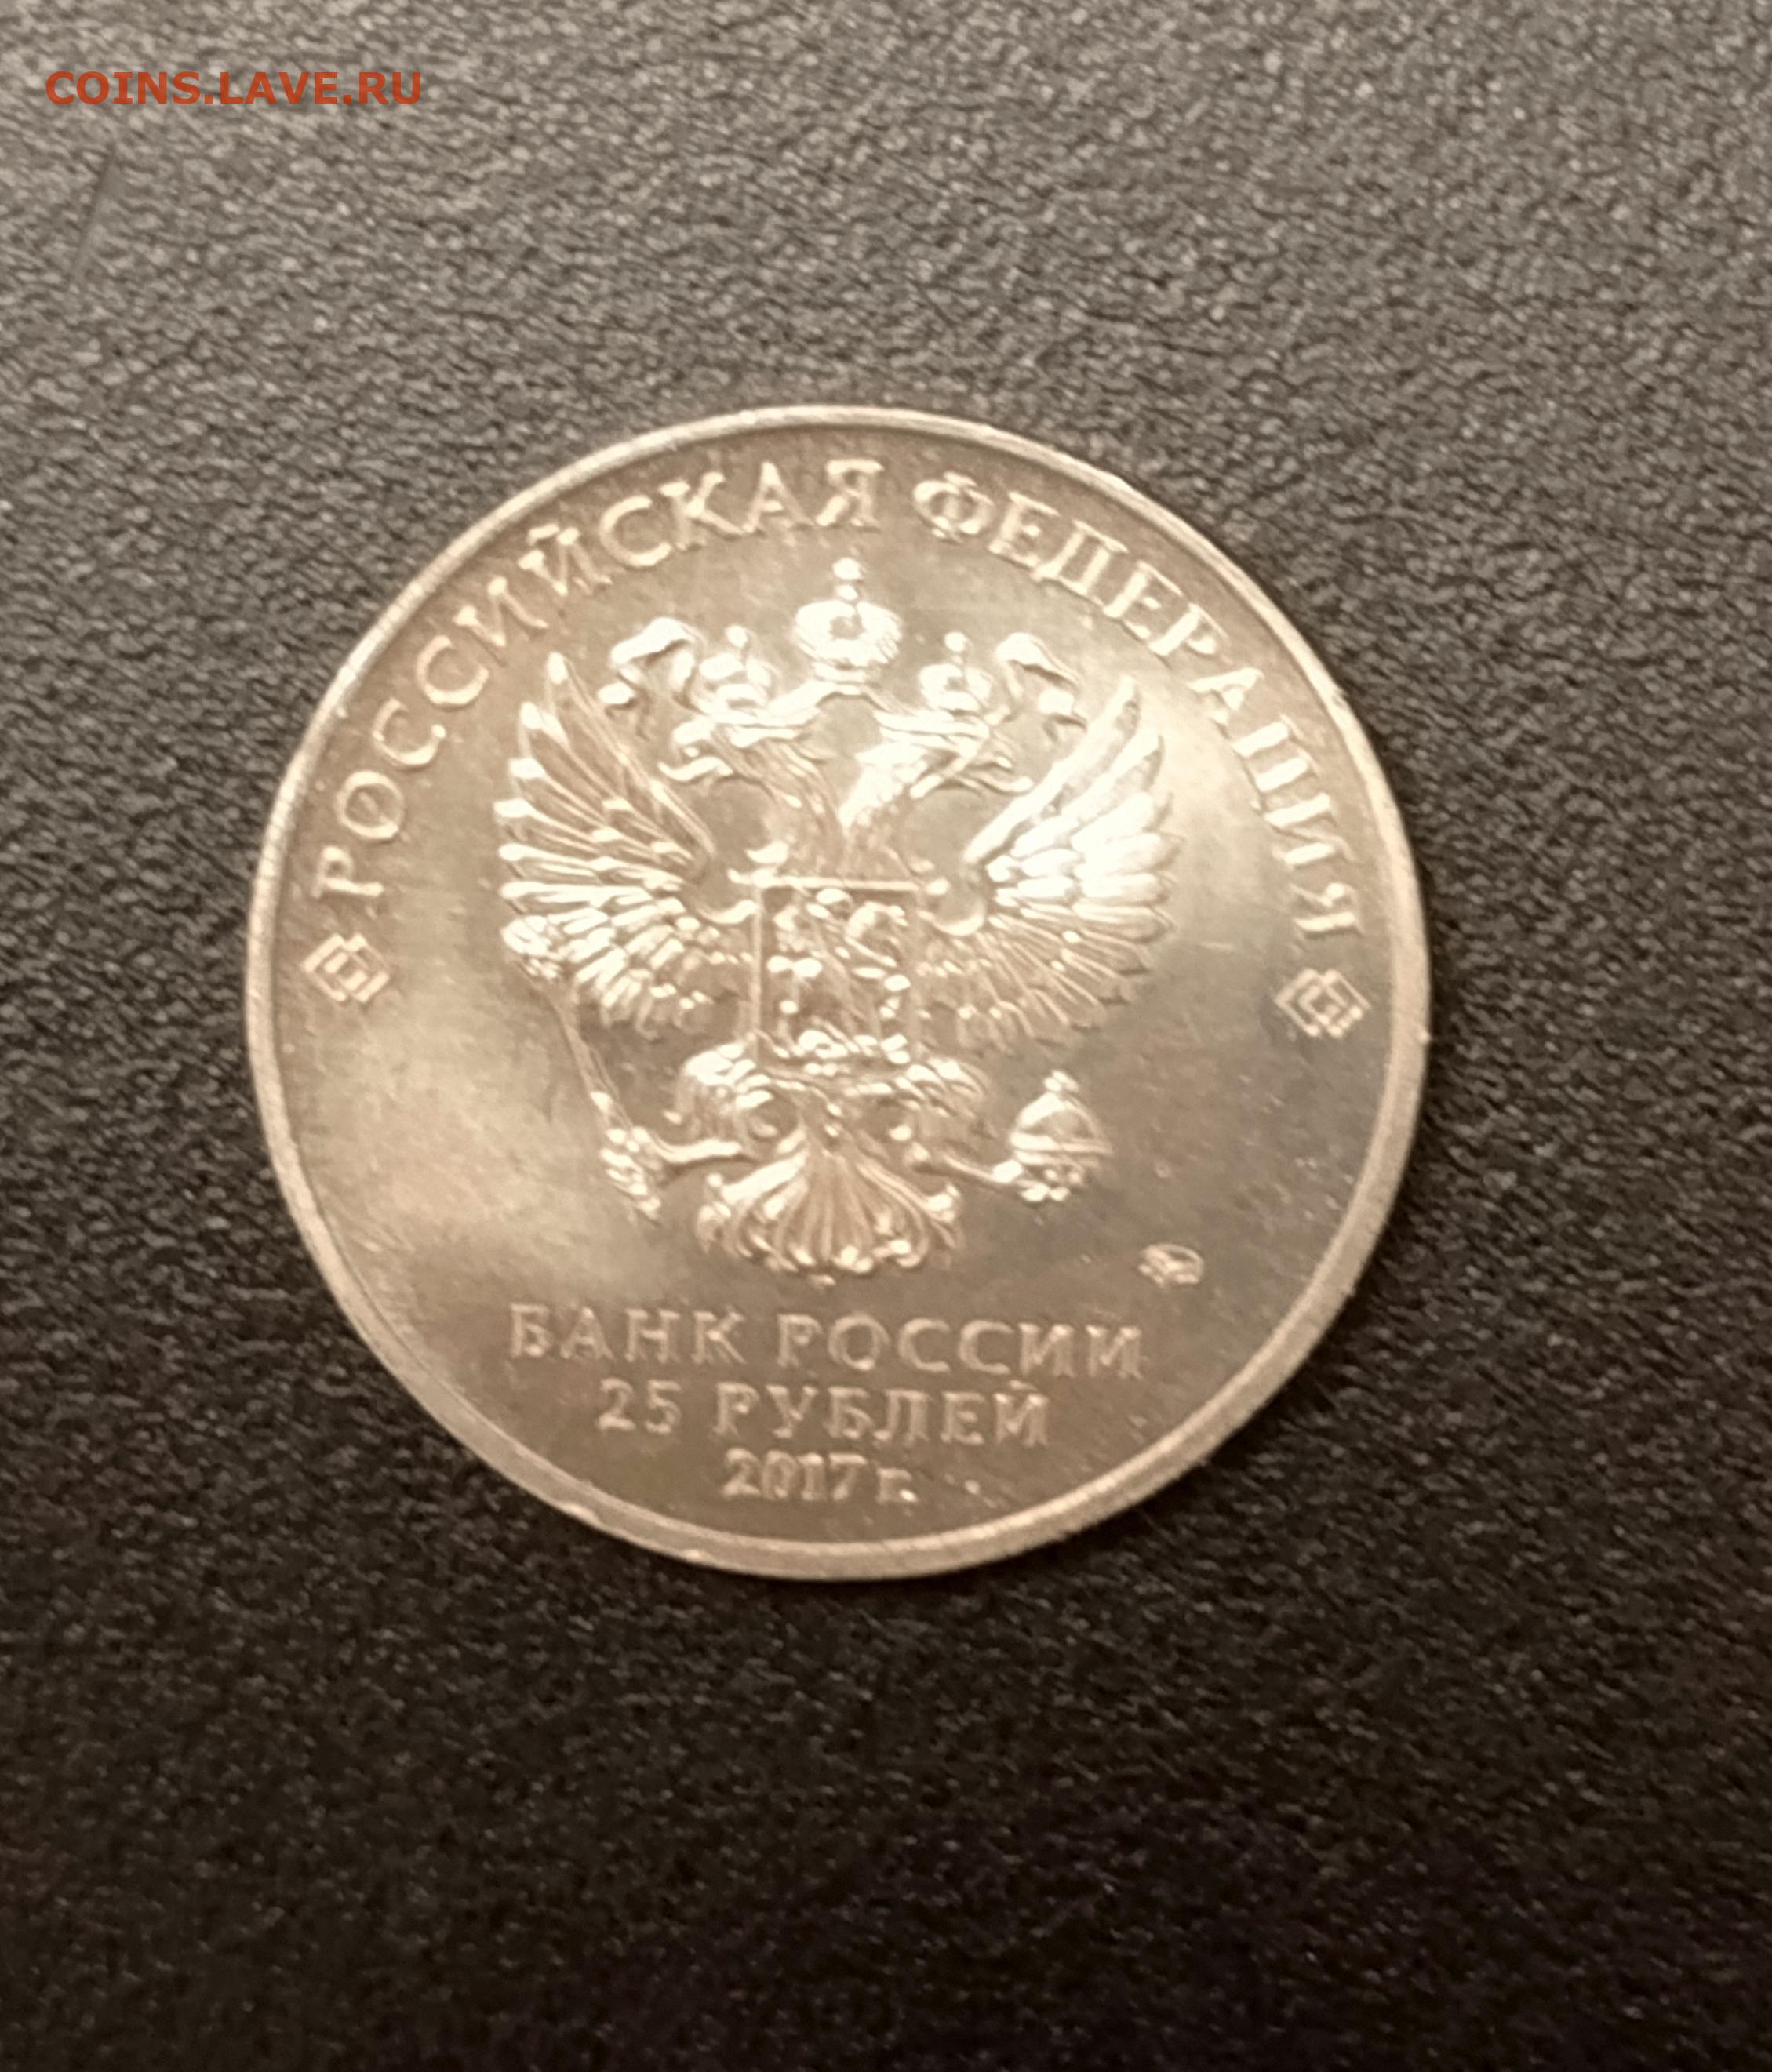 COINS.LAVE.RU
РОССИЙСКАЯ ФЕДЕРАЦИЯ
БАНК РОССИИ
25 РУБЛЕЙ
2017 г.